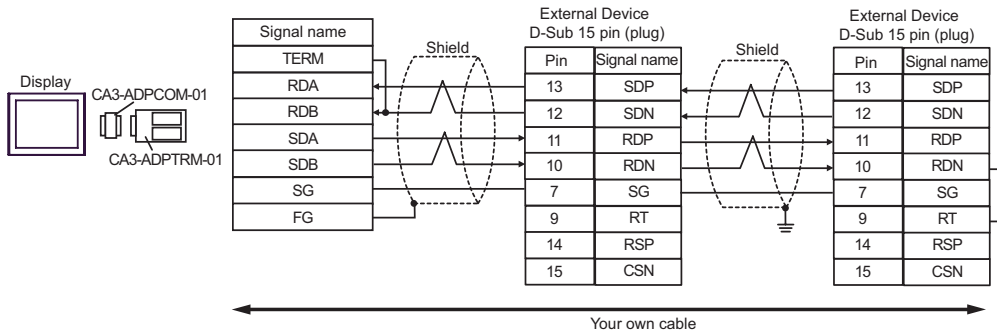 Display
CA3-ADPCOM-01
CA3-ADPTRM-01
Signal name
TERM
RDA
RDB
SDA
SDB
SG
FG
Shield
External Device
D-Sub 15 pin (plug)
Pin Signal name
13 SDP
12 SDN
11 RDP
10 RDN
7 SG
9 RT
14 RSP
15 CSN
Shield
External Device
D-Sub 15 pin (plug)
Pin Signal name
13 SDP
12 SDN
11 RDP
10 RDN
7 SG
9 RT
14 RSP
15 CSN
Your own cable